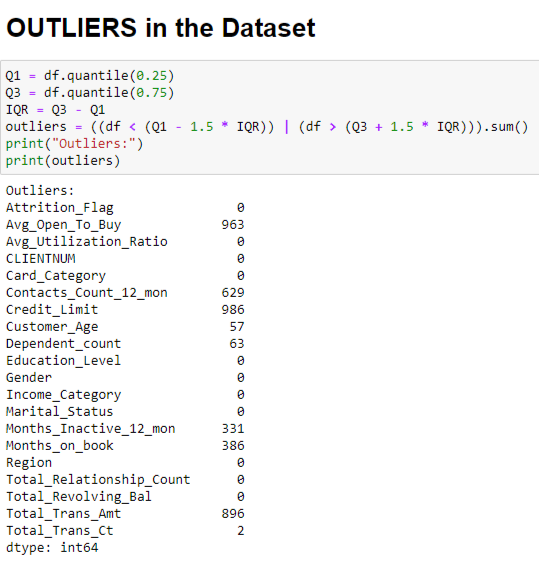 OUTLIERS in the Dataset
Q1 = df.quantile(0.25)
Q3 = df.quantile(0.75)
IQR = Q3 - Q1
outliers = ((df < (Q1 - 1.5 * IQR)) | (df > (Q3 + 1.5 * IQR))).sum()
print("Outliers:")
print(outliers)
Outliers:
Attrition_Flag 0
Avg_Open_To_Buy 963
Avg_Utilization_Ratio 0
CLIENTNUM 0
Card_Category 0
Contacts_Count_12_mon 629
Credit_Limit 986
Customer_Age 57
Dependent_count 63
Education_Level 0
Gender 0
Income_Category 0
Marital_Status 0
Months_Inactive_12_mon 331
Months_on_book 386
Region 0
Total_Relationship_Count 0
Total_Revolving_Bal 0
Total_Trans_Amt 896
Total_Trans_Ct 2
dtype: int64